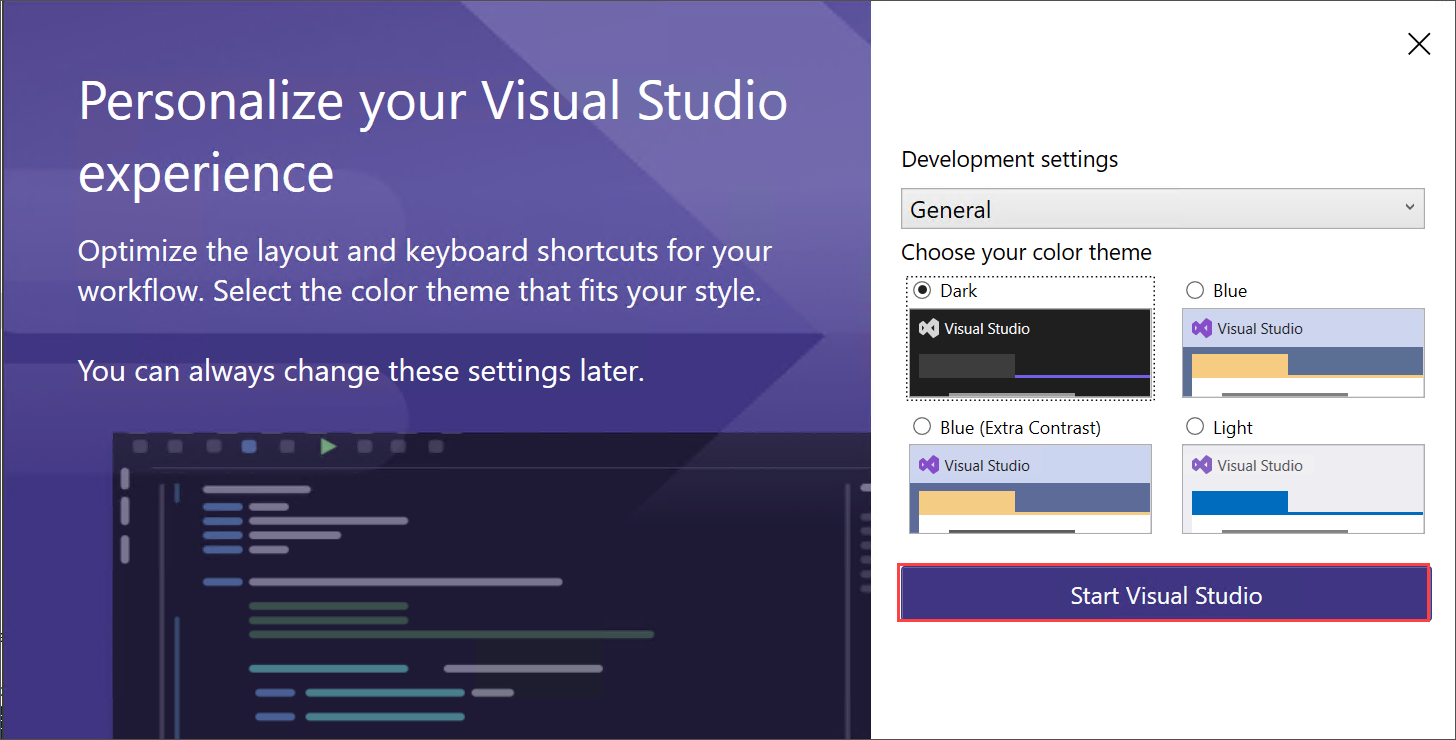 Personalize your Visual Studio
experience
Optimize the layout and keyboard shortcuts for your
workflow. Select the color theme that fits your style.
You can always change these settings later.
Development settings
General
Choose your color theme
Dark
Visual Studio
Blue
Visual Studio
Blue (Extra Contrast)
Visual Studio
Light
Visual Studio
Start Visual Studio